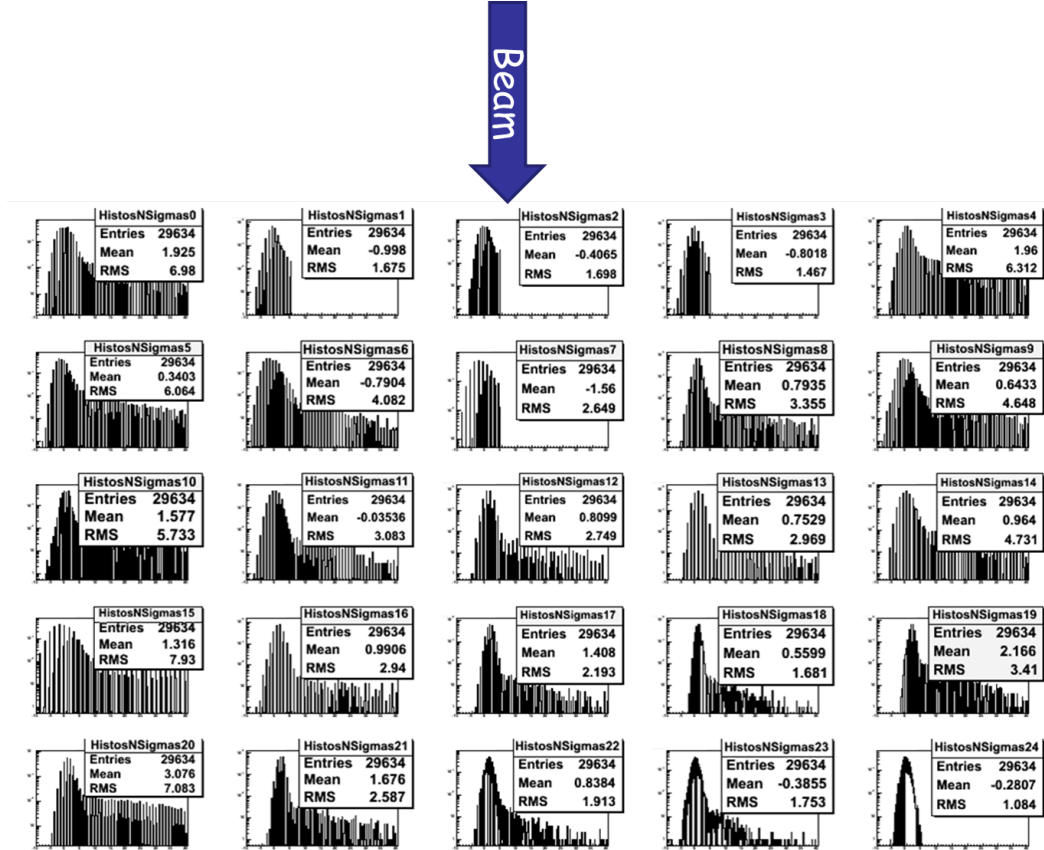 Beam
HistosNSigmas0
Entries 29634
Mean 1.925
RMS 6.98
HistosNSigmas1
Entries 29634
Mean -0.998
RMS 1.675
HistosNSigmas2
Entries 29634
Mean -0.4065
RMS 1.698
HistosNSigmas3
Entries 29634
Mean -0.8018
RMS 1.467
HistosNSigmas4
Entries 29634
Mean 1.96
RMS 6.312
HistosNSigmas5
Entries 29634
Mean 0.3403
RMS 6.064
HistosNSigmas6
Entries 29634
Mean -0.7904
RMS 4.082
HistosNSigmas7
Entries 29634
Mean -1.56
RMS 2.649
HistosNSigmas8
Entries 29634
Mean 0.7935
RMS 3.355
HistosNSigmas9
Entries 29634
Mean 0.6433
RMS 4.648
HistosNSigmas10
Entries 29634
Mean 1.577
RMS 5.733
HistosNSigmas11
Entries 29634
Mean -0.03536
RMS 3.083
HistosNSigmas12
Entries 29634
Mean 0.8099
RMS 2.749
HistosNSigmas13
Entries 29634
Mean 0.7529
RMS 2.969
HistosNSigmas14
Entries 29634
Mean 0.964
RMS 4.731
HistosNSigmas15
Entries 29634
Mean 1.316
RMS 7.93
HistosNSigmas16
Entries 29634
Mean 0.9906
RMS 2.94
HistosNSigmas17
Entries 29634
Mean 1.408
RMS 2.193
HistosNSigmas18
Entries 29634
Mean 0.5599
RMS 1.681
HistosNSigmas19
Entries 29634
Mean 2.166
RMS 3.41
HistosNSigmas20
Entries 29634
Mean 3.076
RMS 7.083
HistosNSigmas21
Entries 29634
Mean 1.676
RMS 2.587
HistosNSigmas22
Entries 29634
Mean 0.8384
RMS 1.913
HistosNSigmas23
Entries 29634
Mean -0.3855
RMS 1.753
HistosNSigmas24
Entries 29634
Mean -0.2807
RMS 1.084